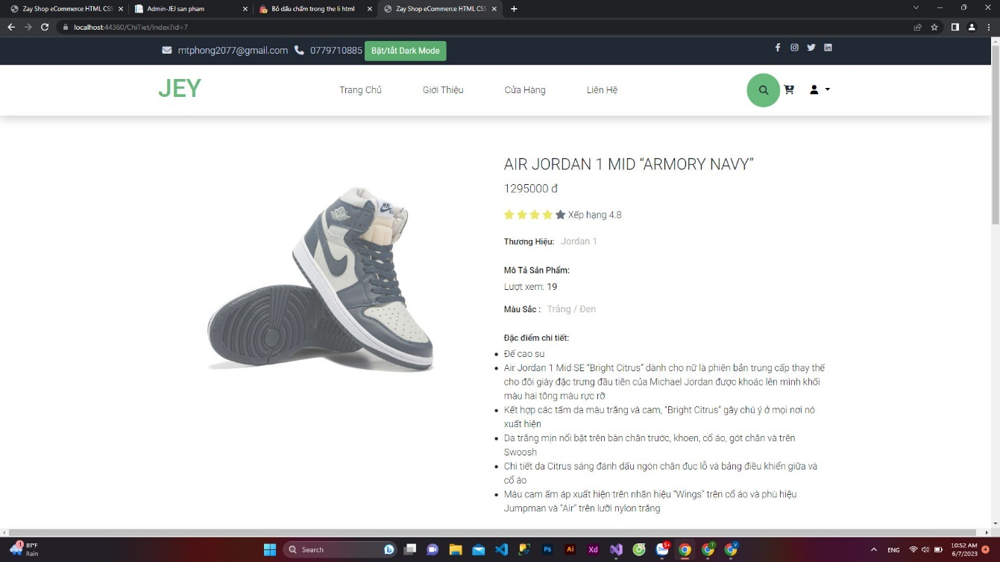 Zay Shop eCommerce HTML CSS
Admin-JEJ san pham
Bỏ dấu chấm trong the li html
Zay Shop eCommerce HTML CSS
localhost:44360/ChiTiet/Index?id=7
mtphong2077@gmail.com 0779710885 Bật/tắt Dark Mode
JEY Trang Chủ Giới Thiệu Cửa Hàng Liên Hệ
AIR JORDAN 1 MID “ARMORY NAVY”
1295000 đ
Xếp hạng 4.8
Thương Hiệu: Jordan 1
Mô Tả Sản Phẩm:
Lượt xem: 19
Màu Sắc : Trắng / Đen
Đặc điểm chi tiết:
Đế cao su
Air Jordan 1 Mid SE “Bright Citrus” dành cho nữ là phiên bản trung cấp thay thế
cho đôi giày đặc trưng đầu tiên của Michael Jordan được khoác lên mình khối
màu hai tông màu rực rỡ
Kết hợp các tấm da màu trắng và cam, “Bright Citrus” gây chú ý ở mọi nơi nó
xuất hiện
Da trắng mịn nổi bật trên bàn chân trước, khoen, cổ áo, gót chân và trên
Swoosh
Chi tiết da Citrus sáng đánh dấu ngón chân đục lỗ và bảng điều khiển giữa và
cổ áo
Màu cam ấm áp xuất hiện trên nhãn hiệu “Wings” trên cổ áo và phù hiệu
Jumpman và “Air” trên lưỡi nylon trắng
81°F
Rain
Search
ENG
10:52 AM
6/7/2023